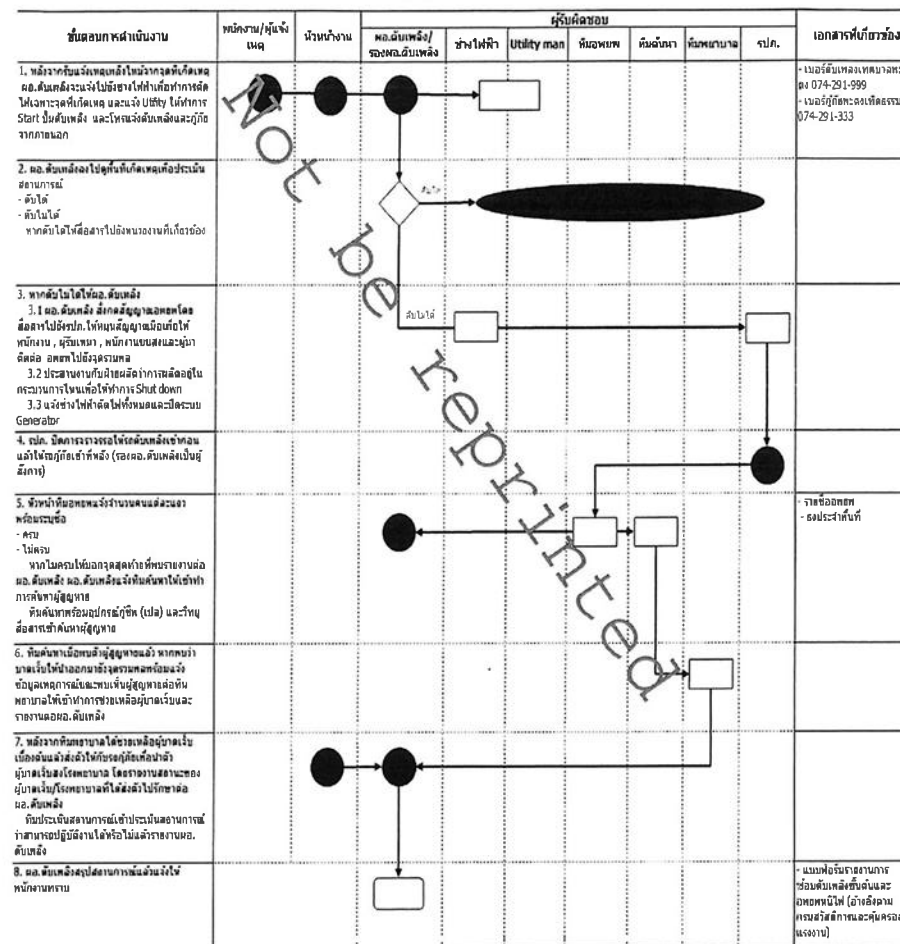 ผู้รับผิดชอบ
ขั้นตอนการดำเนินงาน
พนักงาน/ผู้แจ้ง
เหตุ
หัวหน้างาน
ผอ.ดับเพลิง/
รองผอ.ดับเพลิง
ช่างไฟฟ้า
Utility man
ทีมอพยพ
ทีมค้นหา
ทีมพยาบาล
รปภ.
เอกสารที่เกี่ยวข้อง
1. หลังจากรับแจ้งเหตุเพลิงไหม้จากจุดที่เกิดเหตุ
ผอ.ดับเพลิงจะแจ้งไปยังช่างไฟฟ้าเพื่อทำการตัด
ไฟเฉพาะจุดที่เกิดเหตุ และแจ้ง Utility ให้ทำการ
Start ปั๊มดับเพลิง และโทรแจ้งดับเพลิงและกู้ภัย
จากภายนอก
- เบอร์ดับเพลิงเทศบาลพะ
ตง 074-291-999
- เบอร์กู้ภัยพะตงเทิดธรรม
074-291-333
2. ผอ.ดับเพลิงลงไปดูพื้นที่เกิดเหตุเพื่อประเมิน
สถานการณ์
- ดับได้
- ดับไม่ได้
หากดับได้ให้สื่อสารไปยังหน่วยงานที่เกี่ยวข้อง
ดับได้
3. หากดับไม่ได้ให้ผอ.ดับเพลิง
3.1 ผอ.ดับเพลิง สั่งกดสัญญาณอพยพโดย
สื่อสารไปยังรปภ.ให้หมุนสัญญาณมือเพื่อให้
พนักงาน , ผู้รับเหมา , พนักงานขนส่งและผู้มา
ติดต่อ อพยพไปยังจุดรวมพล
3.2 ประสานงานกับฝ่ายผลิตว่าการผลิตอยู่ใน
กระบวนการไหนเพื่อให้ทำการ Shut down
3.3 แจ้งช่างไฟฟ้าตัดไฟทั้งหมดและปิดระบบ
Generator
ดับไม่ได้
4. รปภ. ปิดการจราจรรอให้รถดับเพลิงเข้าก่อน
แล้วให้รถกู้ภัยเข้าทีหลัง (รองผอ.ดับเพลิงเป็นผู้
สั่งการ)
5. หัวหน้าทีมอพยพแจ้งจำนวนคนแต่ละแถว
พร้อมระบุชื่อ
- ครบ
- ไม่ครบ
หากไม่ครบให้บอกจุดสุดท้ายที่พบรายงานต่อ
ผอ.ดับเพลิง ผอ.ดับเพลิงแจ้งทีมค้นหาให้เข้าทำ
การค้นหาผู้สูญหาย
ทีมค้นหาพร้อมอุปกรณ์กู้ชีพ (เปล) และวิทยุ
สื่อสารเข้าค้นหาผู้สูญหาย
- รายชื่ออพยพ
- ธงประจำพื้นที่
6. ทีมค้นหาเมื่อพบตัวผู้สูญหายแล้ว หากพบว่า
บาดเจ็บให้นำออกมายังจุดรวมพลพร้อมแจ้ง
ข้อมูลเหตุการณ์ขณะพบเห็นผู้สูญหายต่อทีม
พยาบาลให้เข้าทำการช่วยเหลือผู้บาดเจ็บและ
รายงานต่อผอ.ดับเพลิง
7. หลังจากทีมพยาบาลได้ช่วยเหลือผู้บาดเจ็บ
เบื้องต้นแล้วส่งตัวให้กับรถกู้ภัยเพื่อนำตัว
ผู้บาดเจ็บส่งโรงพยาบาล โดยรายงานสถานะของ
ผู้บาดเจ็บ/โรงพยาบาลที่ได้ส่งตัวไปรักษาต่อ
ผอ.ดับเพลิง
ทีมประเมินสถานการณ์เข้าประเมินสถานการณ์
ว่าสามารถปฏิบัติงานได้หรือไม่แล้วรายงานผอ.
ดับเพลิง
8. ผอ.ดับเพลิงสรุปสถานการณ์แล้วแจ้งให้
พนักงานทราบ
- แบบฟอร์มรายงานการ
ซ้อมดับเพลิงขั้นต้นและ
อพยพหนีไฟ (อ้างอิงตาม
กรมสวัสดิการและคุ้มครอง
แรงงาน)
Not be reprinted